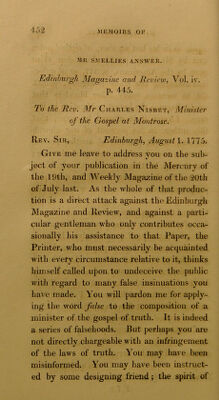 452 MEMOIRS OF
MR SMELLIES ANSWER.
Edinburgh Magazine and Review, Vol. iv.
p. 445.
To the Rev. Mr CHARLES NISBET, Minister
of the Gospel at Montrose.
REV. SIR, Edinburgh, August 1. 1775.
GIVE me leave to address you on the sub-
ject of your publication in the Mercury of
the 19th, and Weekly Magazine of the 20th
of July last. As the whole of that produc-
tion is a direct attack against the Edinburgh
Magazine and Review, and against a parti-
cular gentleman who only contributes occa-
sionally his assistance to that Paper, the
Printer, who must necessarily be acquainted
with every circumstance relative to it, thinks
himself called upon to undeceive the public
with regard to many false insinuations you
have made. You will pardon me for apply-
ing the word false to the composition of a
minister of the gospel of truth. It is indeed
a series of falsehoods. But perhaps you are
not directly chargeable with an infringement
of the laws of truth. You may have been
misinformed. You may have been instruct-
ed by some designing friend; the spirit of